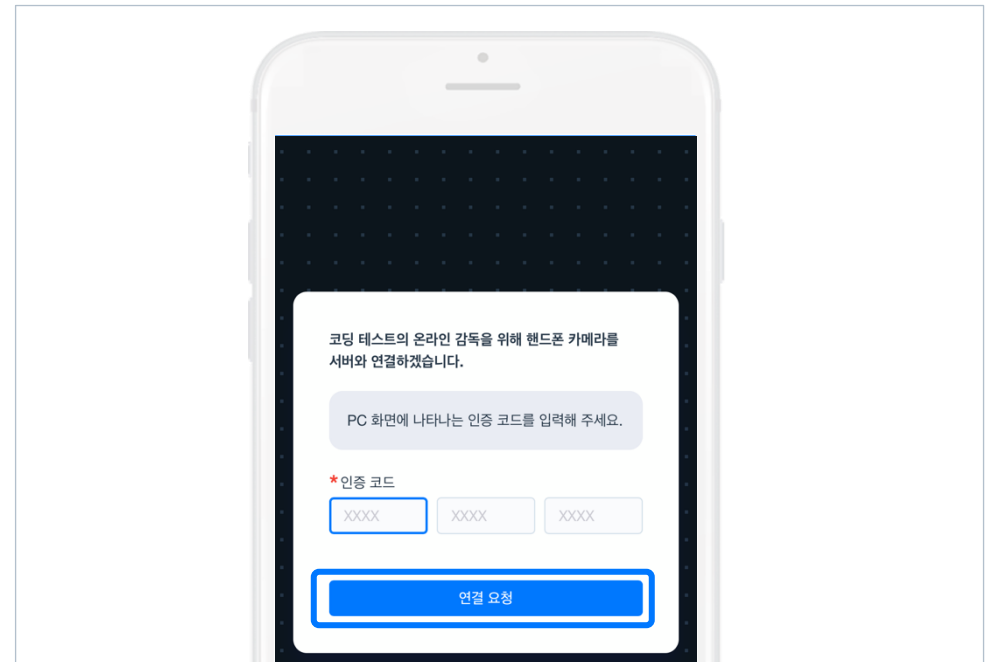 코딩 테스트의 온라인 감독을 위해 핸드폰 카메라를
서버와 연결하겠습니다.
PC 화면에 나타나는 인증 코드를 입력해 주세요.
*인증 코드
XXXX XXXX XXXX
연결 요청